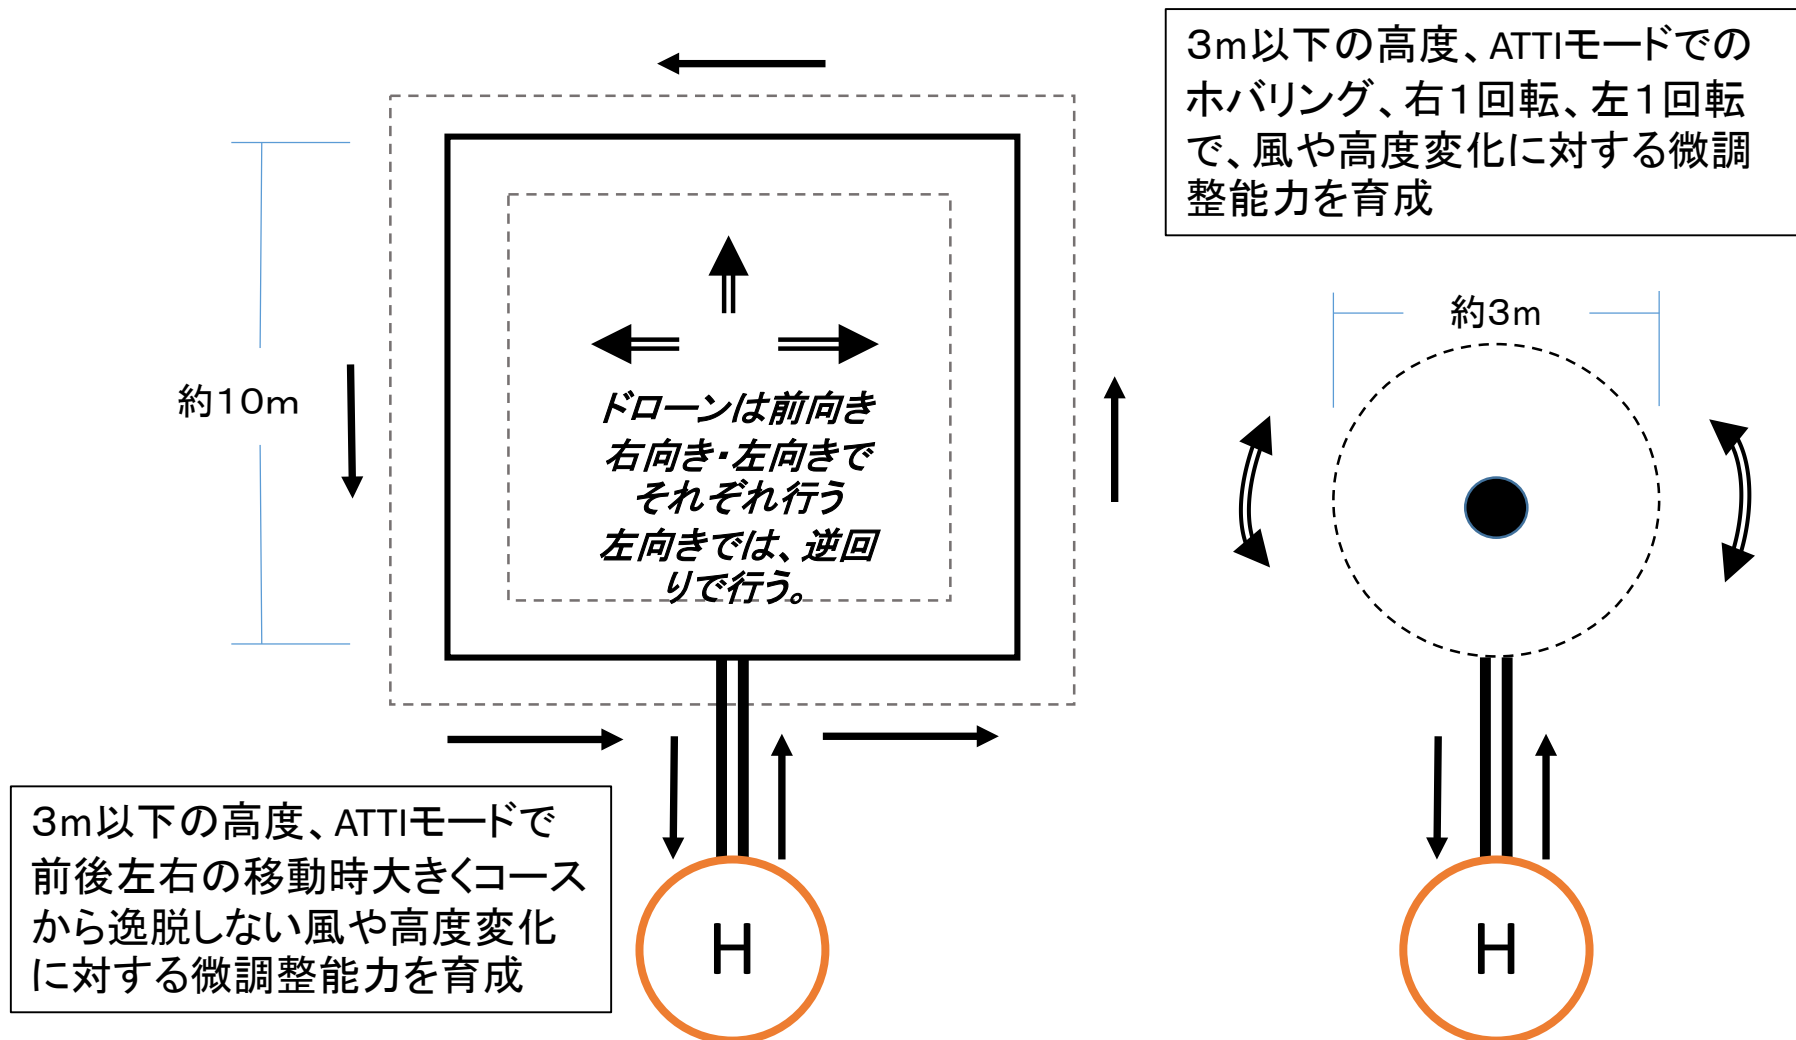 3m以下の高度、ATTIモードでの
ホバリング、右1回転、左1回転
で、風や高度変化に対する微調
整能力を育成
約3m
約10m
ドローンは前向き
右向き・左向きで
それぞれ行う
左向きでは、逆回
りで行う。
3m以下の高度、ATTIモードで
前後左右の移動時大きくコース
から逸脱しない風や高度変化
に対する微調整能力を育成
H
H